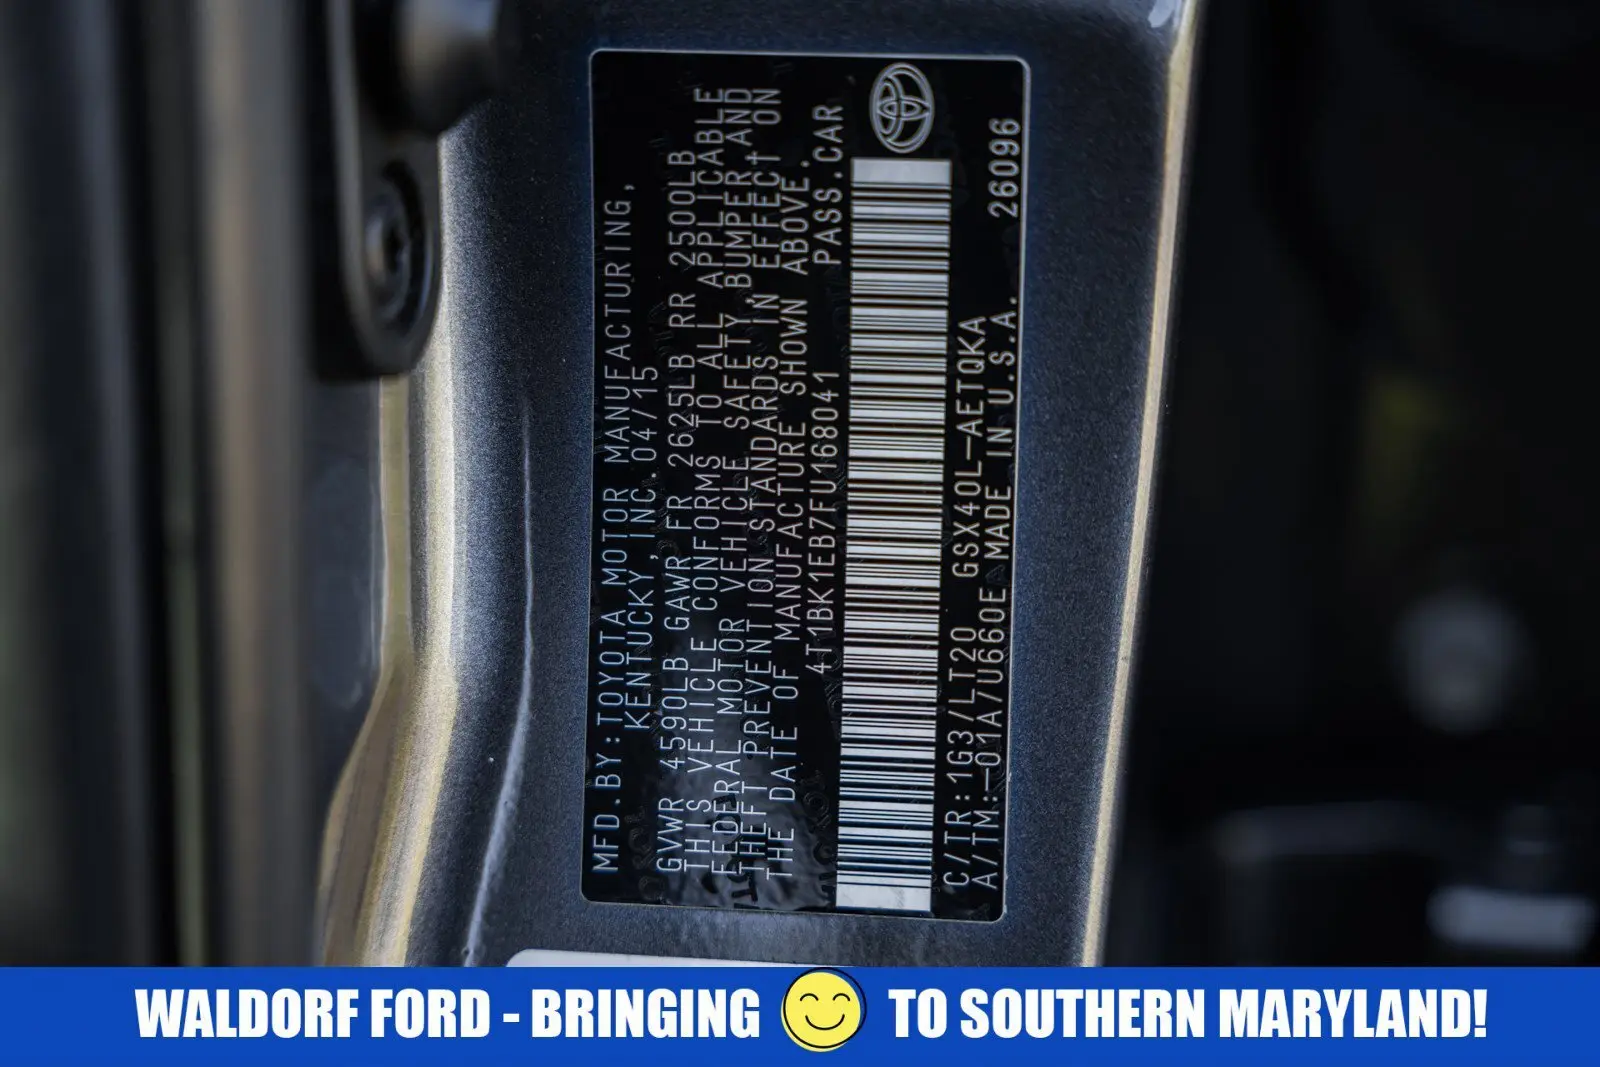 MFD.BY:TOYOTA MOTOR MANUFACTURING,
KENTUCKY, INC. 04/15
GVWR 4590LB GAWR FR 2625LB RR 2500LB
THIS VEHICLE CONFORMS TO ALL APPLICABLE
FEDERAL MOTOR VEHICLE SAFETY, BUMPER AND
THEFT PREVENTION STANDARDS IN EFFECT ON
THE DATE OF MANUFACTURE SHOWN ABOVE.
4T1BK1EB7FU168041 PASS.CAR
C/TR:1G3/LT20 GSX40L-AETQKA
A/TM:-01A/U660E MADE IN U.S.A.
26096
WALDORF FORD - BRINGING TO SOUTHERN MARYLAND!